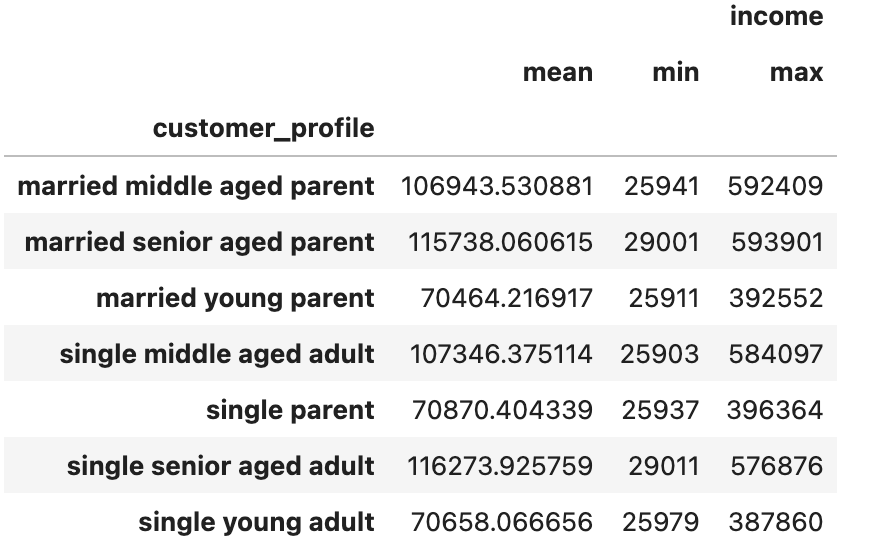 income
mean min max
customer_profile
married middle aged parent 106943.530881 25941 592409
married senior aged parent 115738.060615 29001 593901
married young parent 70464.216917 25911 392552
single middle aged adult 107346.375114 25903 584097
single parent 70870.404339 25937 396364
single senior aged adult 116273.925759 29011 576876
single young adult 70658.066656 25979 387860